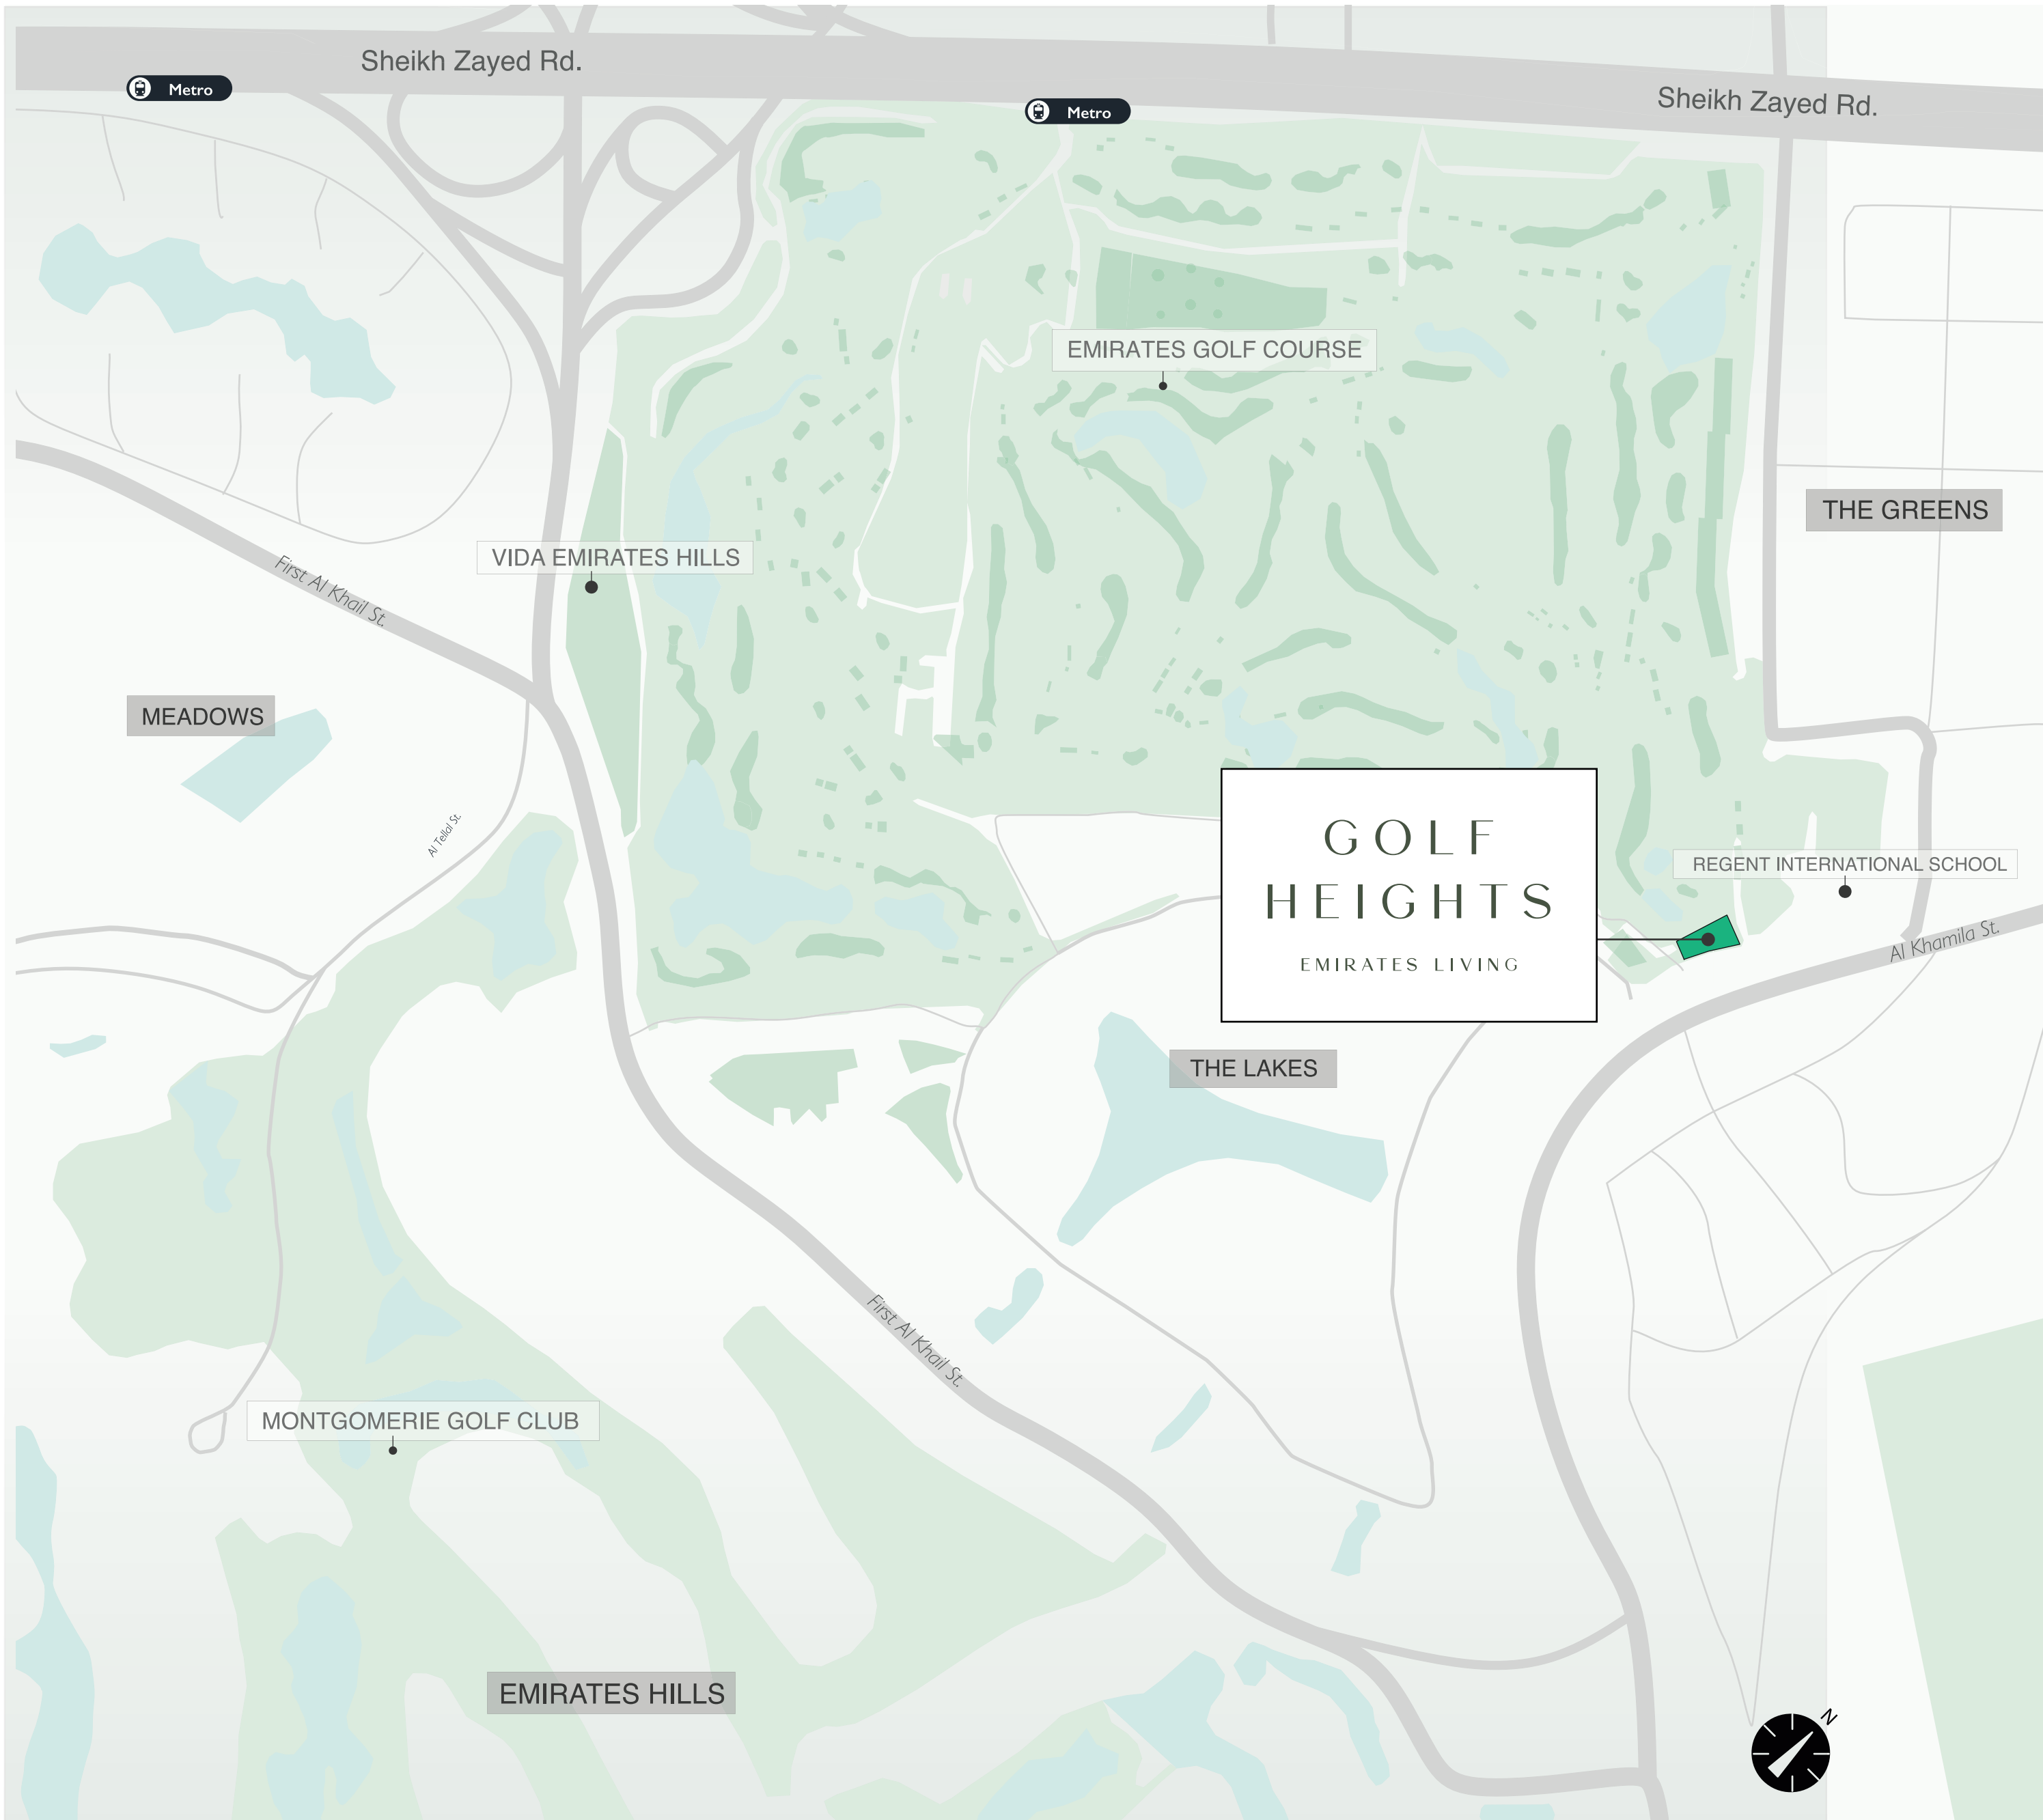 Sheikh Zayed Rd.
Metro
Metro
Sheikh Zayed Rd.
EMIRATES GOLF COURSE
THE GREENS
VIDA EMIRATES HILLS
First Al Khail St.
MEADOWS
Al Tellal St.
GOLF
HEIGHTS
EMIRATES LIVING
REGENT INTERNATIONAL SCHOOL
Al Khamila St.
THE LAKES
First Al Khail St.
MONTGOMERIE GOLF CLUB
EMIRATES HILLS
N